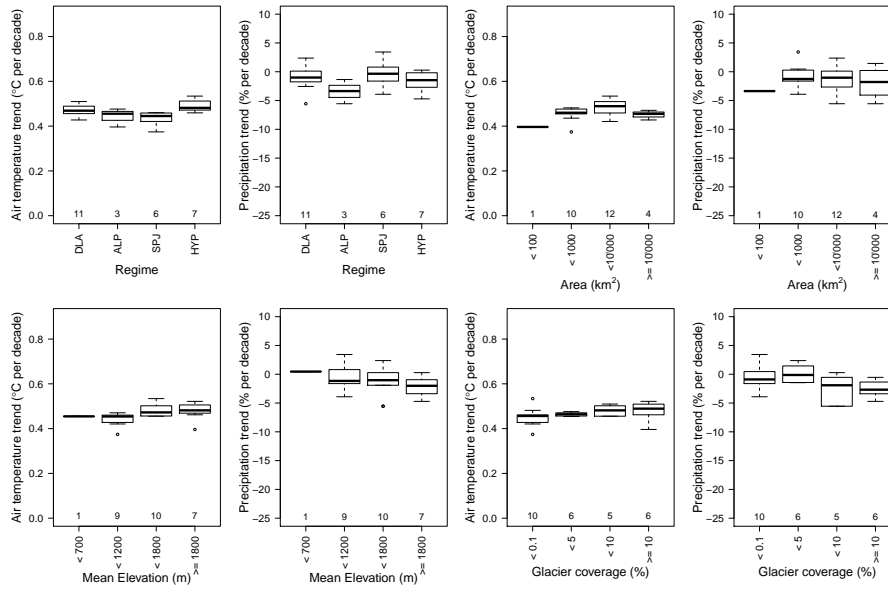 Air temperature trend (°C per decade)
0.8
0.6
0.4
0.2
0.0
11 3 6 7
DLA ALP SPJ HYP
Regime
Precipitation trend (% per decade)
10
5
0
−5
−10
−15
−20
−25
11 3 6 7
DLA ALP SPJ HYP
Regime
Air temperature trend (°C per decade)
0.8
0.6
0.4
0.2
0.0
1 10 12 4
< 100 < 1000 <10'000 >= 10'000
Area (km²)
Precipitation trend (% per decade)
10
5
0
−5
−10
−15
−20
−25
1 10 12 4
< 100 < 1000 <10'000 >= 10'000
Area (km²)
Air temperature trend (°C per decade)
0.8
0.6
0.4
0.2
0.0
1 9 10 7
< 700 < 1200 < 1800 >= 1800
Mean Elevation (m)
Precipitation trend (% per decade)
10
5
0
−5
−10
−15
−20
−25
1 9 10 7
< 700 < 1200 < 1800 >= 1800
Mean Elevation (m)
Air temperature trend (°C per decade)
0.8
0.6
0.4
0.2
0.0
10 6 5 6
< 0.1 < 5 < 10 >= 10
Glacier coverage (%)
Precipitation trend (% per decade)
10
5
0
−5
−10
−15
−20
−25
10 6 5 6
< 0.1 < 5 < 10 >= 10
Glacier coverage (%)